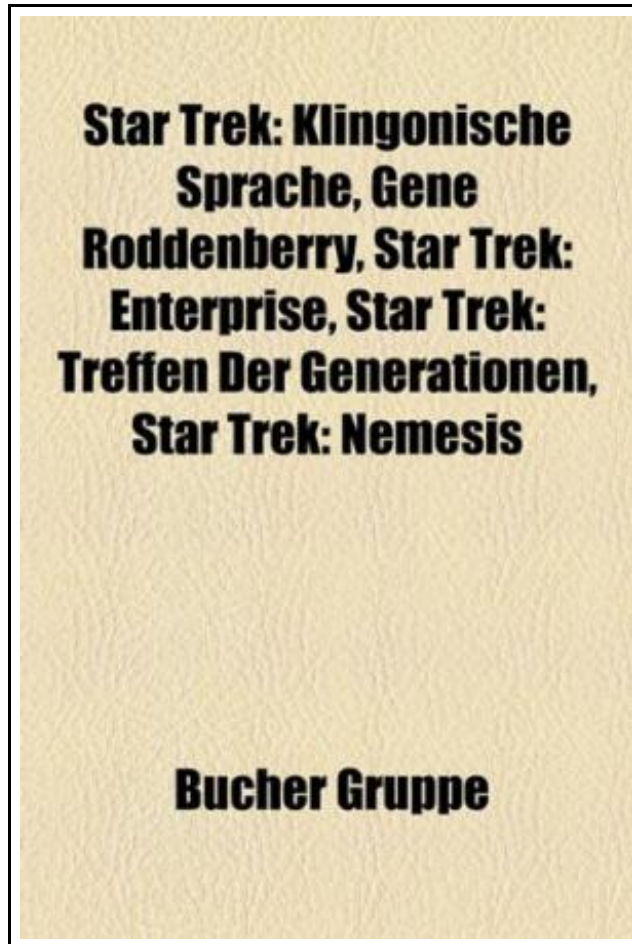 Star Trek: Klingonische
Sprache, Gene
Roddenberry, Star Trek:
Enterprise, Star Trek:
Treffen Der Generationen,
Star Trek: Nemesis
Bucher Gruppe